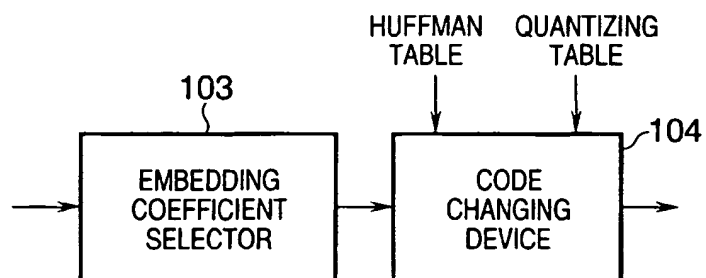 HUFFMAN TABLE
QUANTIZING TABLE
103
104
EMBEDDING
COEFFICIENT
SELECTOR
CODE
CHANGING
DEVICE